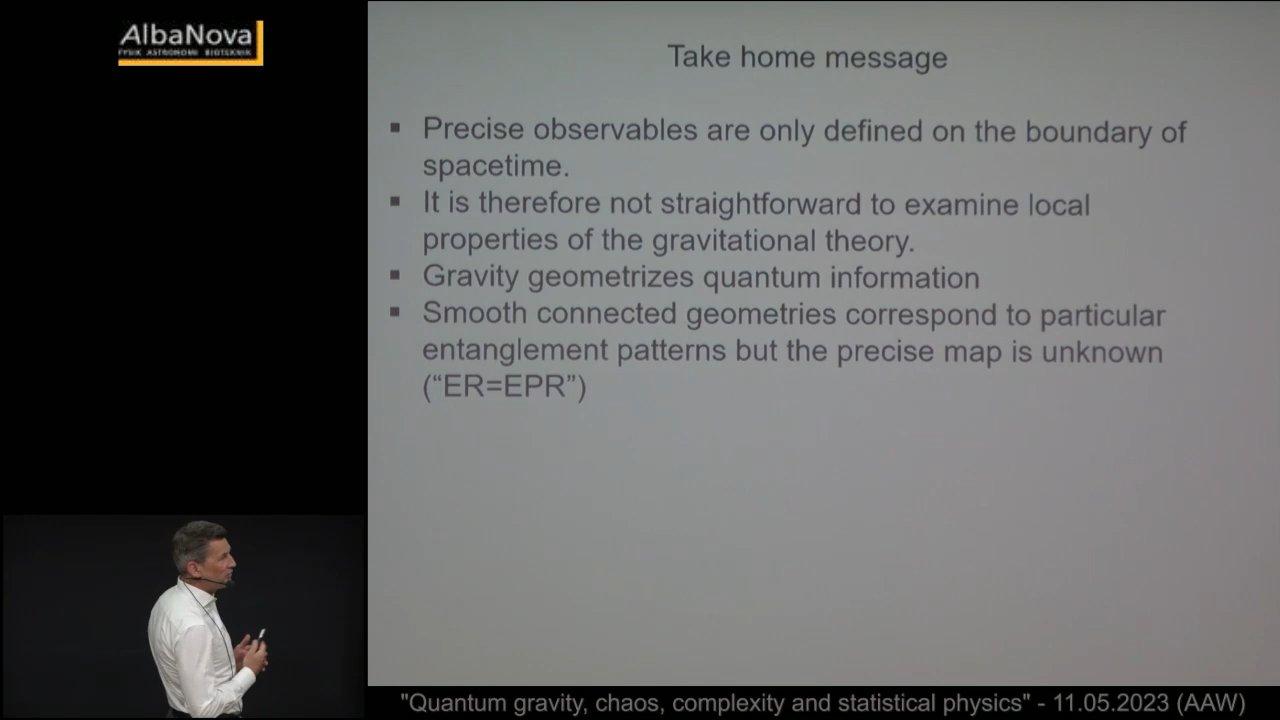 AlbaNova
FYSIK ASTRONOMI BIOTEKNIK
Take home message
▪ Precise observables are only defined on the boundary of
spacetime.
▪ It is therefore not straightforward to examine local
properties of the gravitational theory.
▪ Gravity geometrizes quantum information
▪ Smooth connected geometries correspond to particular
entanglement patterns but the precise map is unknown
(“ER=EPR”)
"Quantum gravity, chaos, complexity and statistical physics" - 11.05.2023 (AAW)